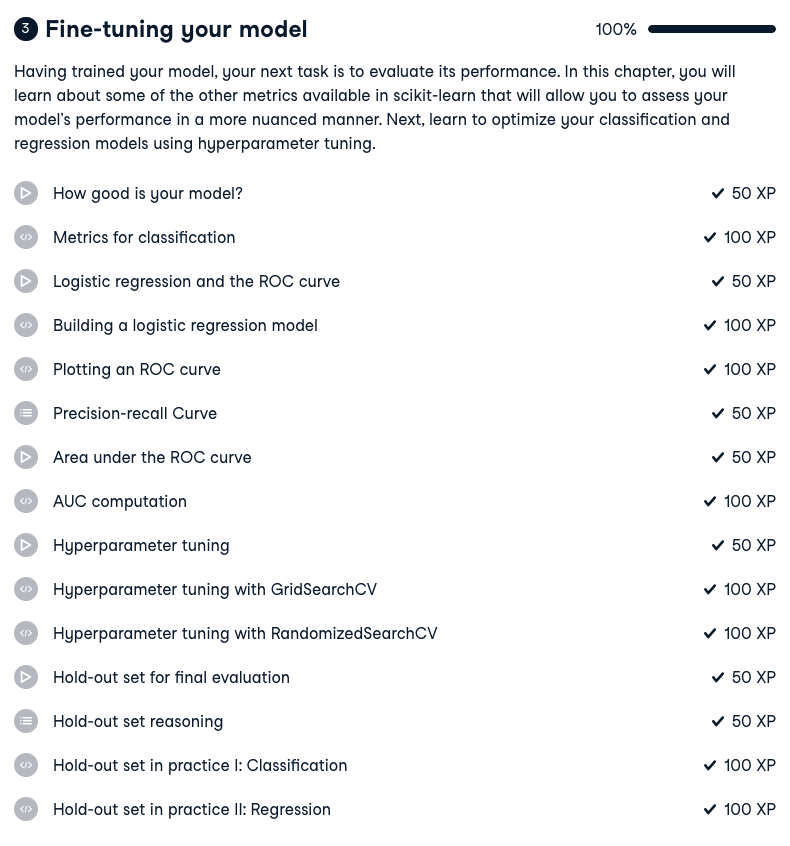 3 Fine-tuning your model 100%
Having trained your model, your next task is to evaluate its performance. In this chapter, you will
learn about some of the other metrics available in scikit-learn that will allow you to assess your
model's performance in a more nuanced manner. Next, learn to optimize your classification and
regression models using hyperparameter tuning.
How good is your model? 50 XP
Metrics for classification 100 XP
Logistic regression and the ROC curve 50 XP
Building a logistic regression model 100 XP
Plotting an ROC curve 100 XP
Precision-recall Curve 50 XP
Area under the ROC curve 50 XP
AUC computation 100 XP
Hyperparameter tuning 50 XP
Hyperparameter tuning with GridSearchCV 100 XP
Hyperparameter tuning with RandomizedSearchCV 100 XP
Hold-out set for final evaluation 50 XP
Hold-out set reasoning 50 XP
Hold-out set in practice I: Classification 100 XP
Hold-out set in practice II: Regression 100 XP